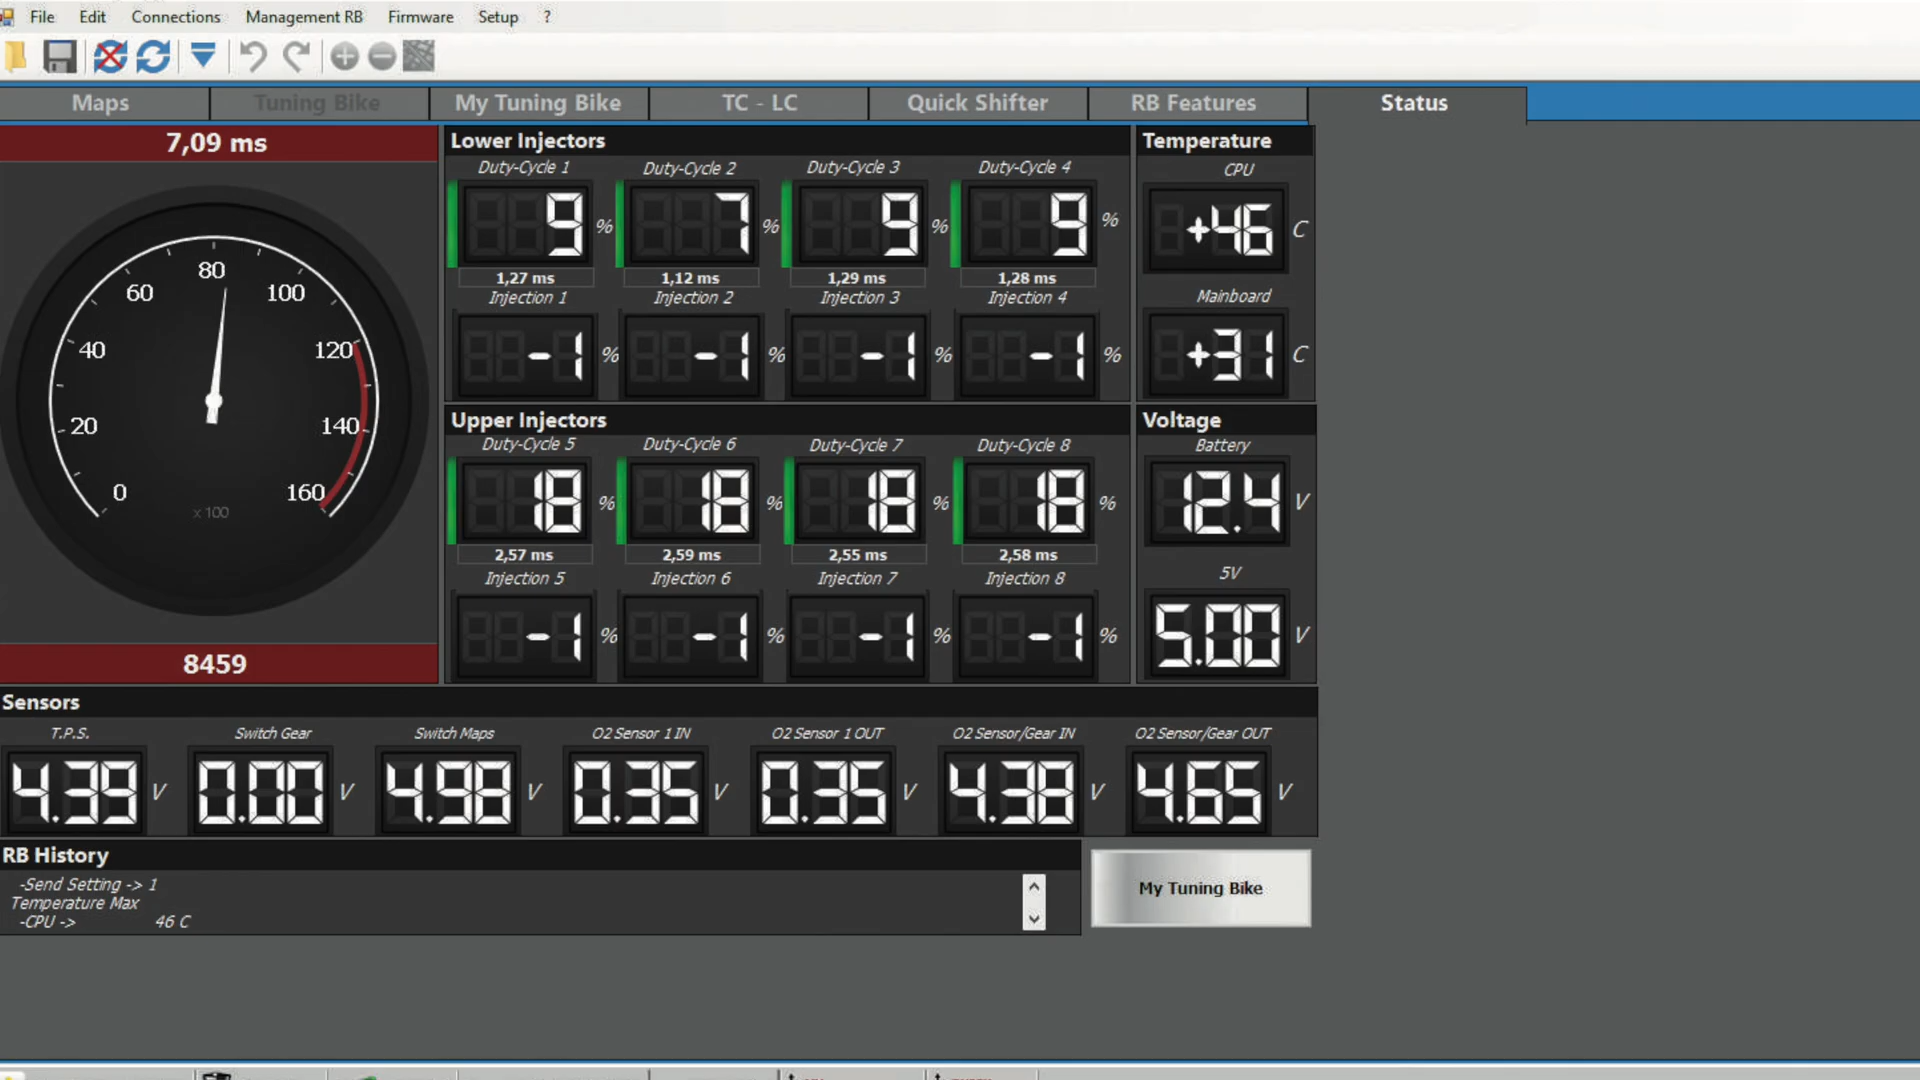 File Edit Connections Management RB Firmware Setup ?
Maps Tuning Bike My Tuning Bike TC - LC Quick Shifter RB Features Status
7,09 ms
0 20 40 60 80 100 120 140 160
x 100
8459
Lower Injectors
Duty-Cycle 1 Duty-Cycle 2 Duty-Cycle 3 Duty-Cycle 4
9 % 7 % 9 % 9 %
1,27 ms 1,12 ms 1,29 ms 1,28 ms
Injection 1 Injection 2 Injection 3 Injection 4
-1 % -1 % -1 % -1 %
Upper Injectors
Duty-Cycle 5 Duty-Cycle 6 Duty-Cycle 7 Duty-Cycle 8
18 % 18 % 18 % 18 %
2,57 ms 2,59 ms 2,55 ms 2,58 ms
Injection 5 Injection 6 Injection 7 Injection 8
-1 % -1 % -1 % -1 %
Temperature
CPU
+46 C
Mainboard
+31 C
Voltage
Battery
12.4 V
5V
5.00 V
Sensors
T.P.S. Switch Gear Switch Maps O2 Sensor 1 IN O2 Sensor 1 OUT O2 Sensor/Gear IN O2 Sensor/Gear OUT
4.39 V 0.00 V 4.98 V 0.35 V 0.35 V 4.38 V 4.65 V
RB History
-Send Setting -> 1
Temperature Max
-CPU -> 46 C
My Tuning Bike